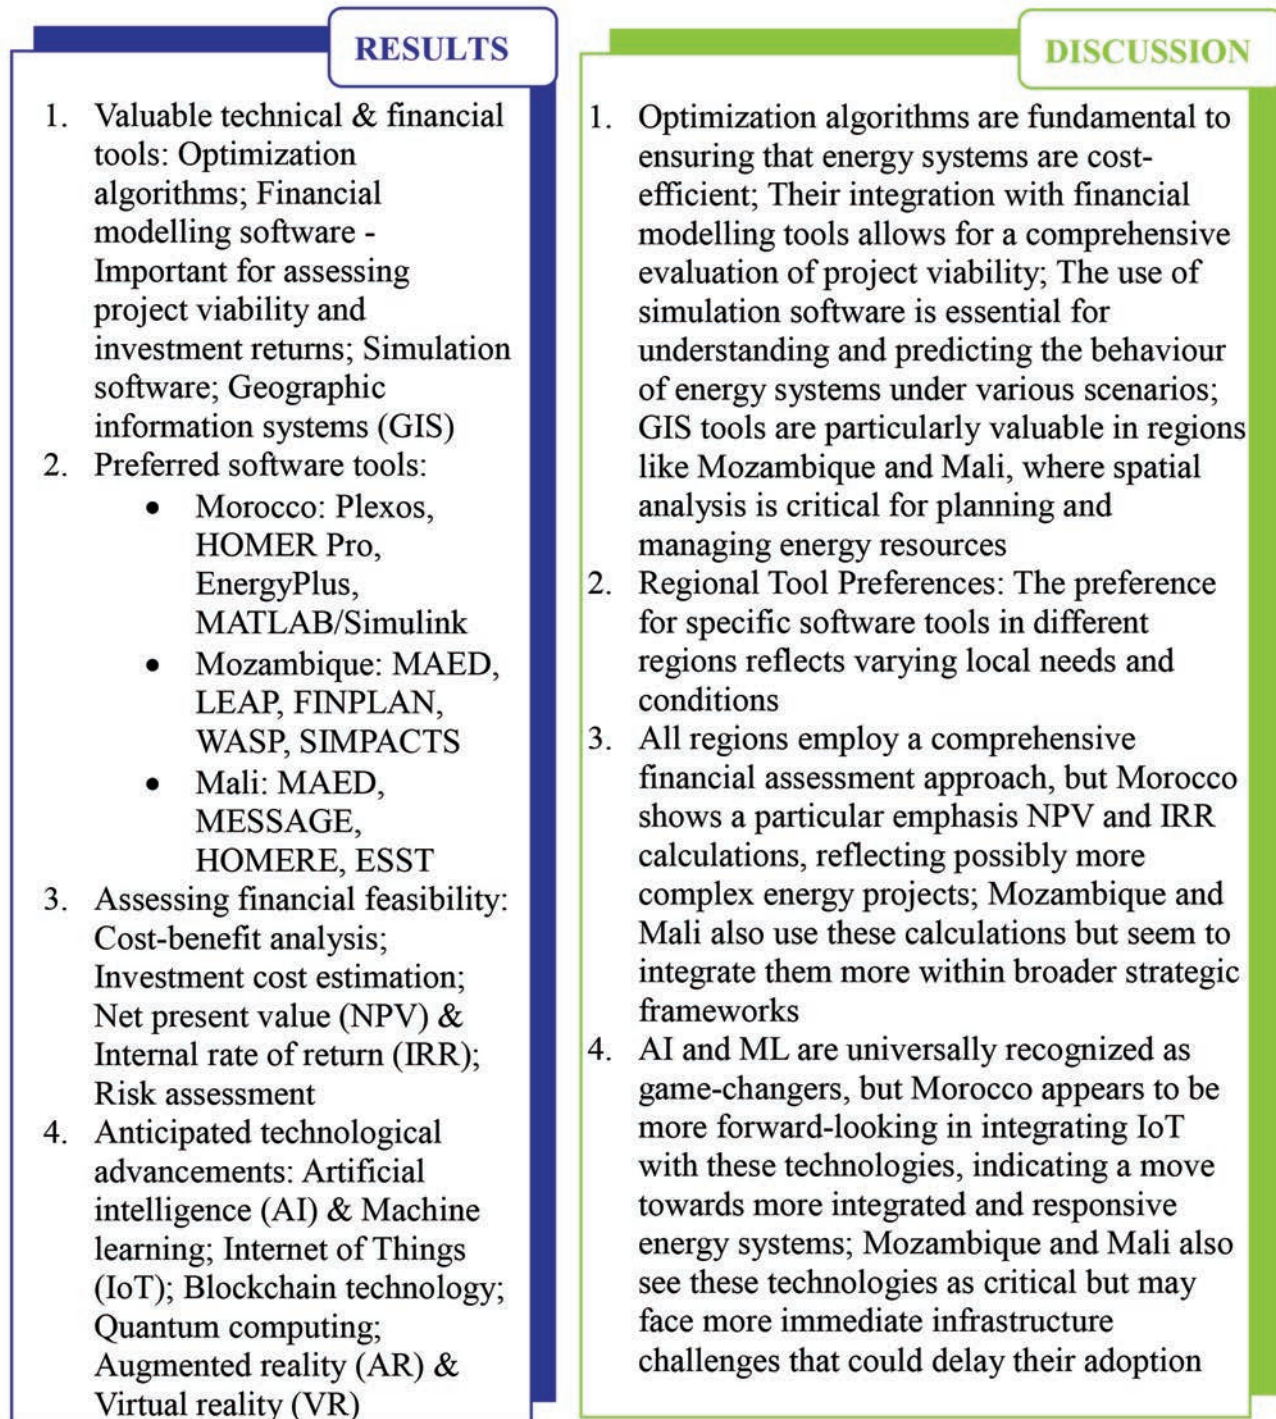 RESULTS
1. Valuable technical & financial
tools: Optimization
algorithms; Financial
modelling software -
Important for assessing
project viability and
investment returns; Simulation
software; Geographic
information systems (GIS)
2. Preferred software tools:
• Morocco: Plexos,
HOMER Pro,
EnergyPlus,
MATLAB/Simulink
• Mozambique: MAED,
LEAP, FINPLAN,
WASP, SIMPACTS
• Mali: MAED,
MESSAGE,
HOMERE, ESST
3. Assessing financial feasibility:
Cost-benefit analysis;
Investment cost estimation;
Net present value (NPV) &
Internal rate of return (IRR);
Risk assessment
4. Anticipated technological
advancements: Artificial
intelligence (AI) & Machine
learning; Internet of Things
(IoT); Blockchain technology;
Quantum computing;
Augmented reality (AR) &
Virtual reality (VR)
DISCUSSION
1. Optimization algorithms are fundamental to
ensuring that energy systems are cost-
efficient; Their integration with financial
modelling tools allows for a comprehensive
evaluation of project viability; The use of
simulation software is essential for
understanding and predicting the behaviour
of energy systems under various scenarios;
GIS tools are particularly valuable in regions
like Mozambique and Mali, where spatial
analysis is critical for planning and
managing energy resources
2. Regional Tool Preferences: The preference
for specific software tools in different
regions reflects varying local needs and
conditions
3. All regions employ a comprehensive
financial assessment approach, but Morocco
shows a particular emphasis NPV and IRR
calculations, reflecting possibly more
complex energy projects; Mozambique and
Mali also use these calculations but seem to
integrate them more within broader strategic
frameworks
4. AI and ML are universally recognized as
game-changers, but Morocco appears to be
more forward-looking in integrating IoT
with these technologies, indicating a move
towards more integrated and responsive
energy systems; Mozambique and Mali also
see these technologies as critical but may
face more immediate infrastructure
challenges that could delay their adoption